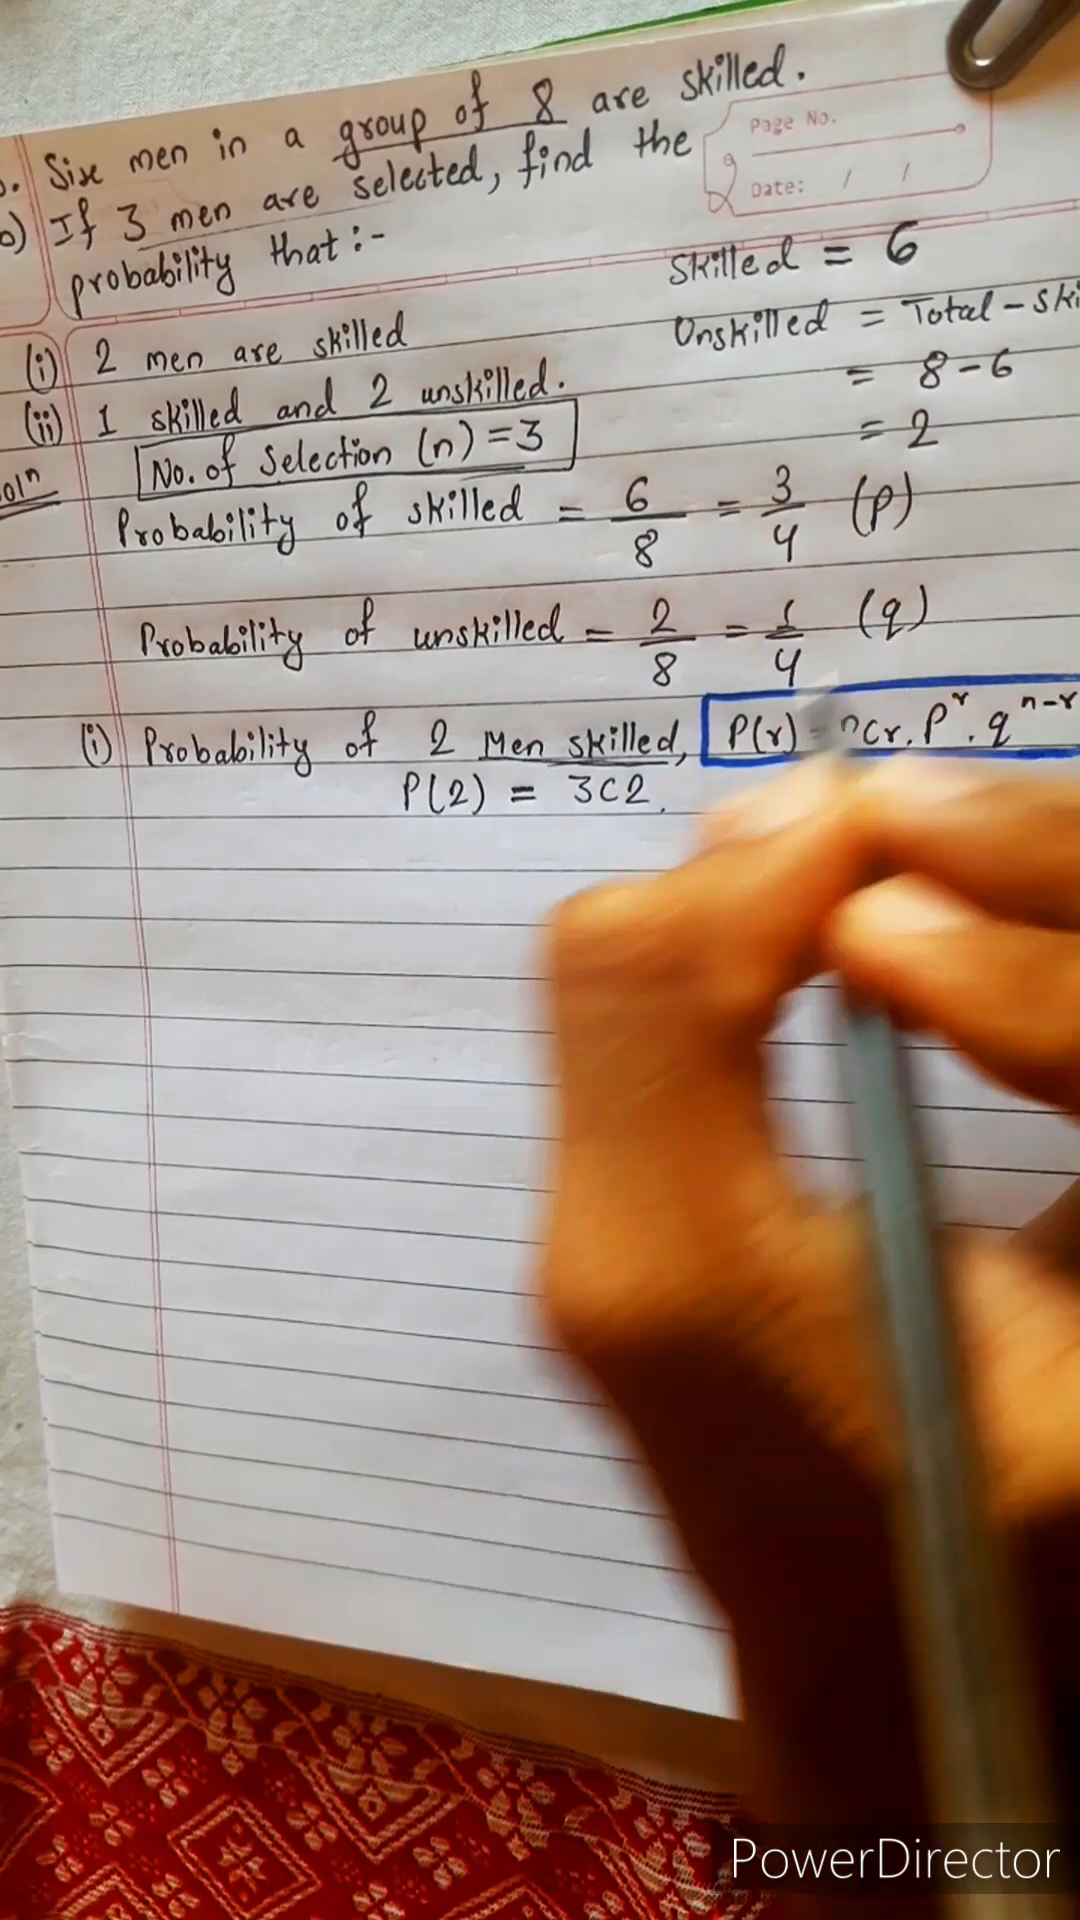 Six men in a group of 8 are skilled.
Page No.
Date: / /
b) If 3 men are selected, find the
probability that :-
Skilled = 6
Unskilled = Total - Ski
= 8 - 6
= 2
(i) 2 men are skilled
(ii) 1 skilled and 2 unskilled.
Soln
No. of Selection (n) = 3
Probability of skilled = 6/8 = 3/4 (p)
Probability of unskilled = 2/8 = 1/4 (q)
(i) Probability of 2 Men skilled, P(r) = nCr. P^r . q^n-r
P(2) = 3C2.
PowerDirector